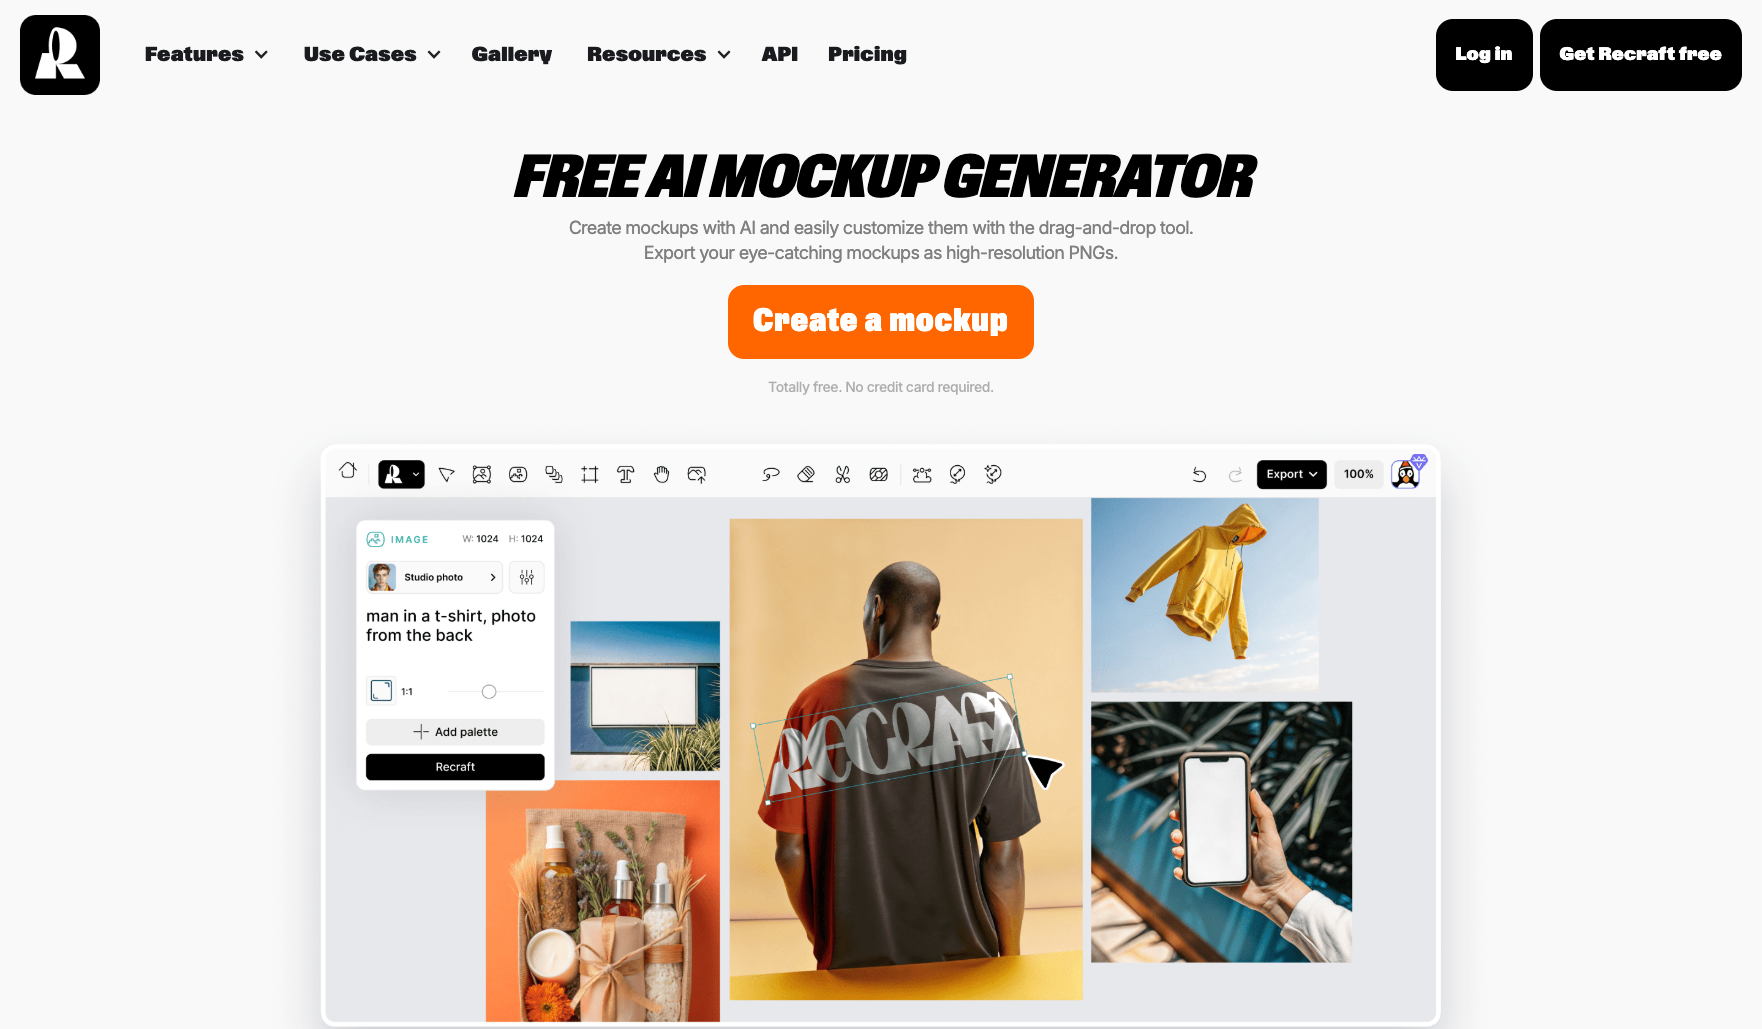 Features
Use Cases
Gallery
Resources
API
Pricing
Log in
Get Recraft free
FREE AI MOCKUP GENERATOR
Create mockups with AI and easily customize them with the drag-and-drop tool.
Export your eye-catching mockups as high-resolution PNGs.
Create a mockup
Totally free. No credit card required.
Export
100%
IMAGE
W: 1024
H: 1024
Studio photo
man in a t-shirt, photo
from the back
1:1
Add palette
Recraft
RECRAFT